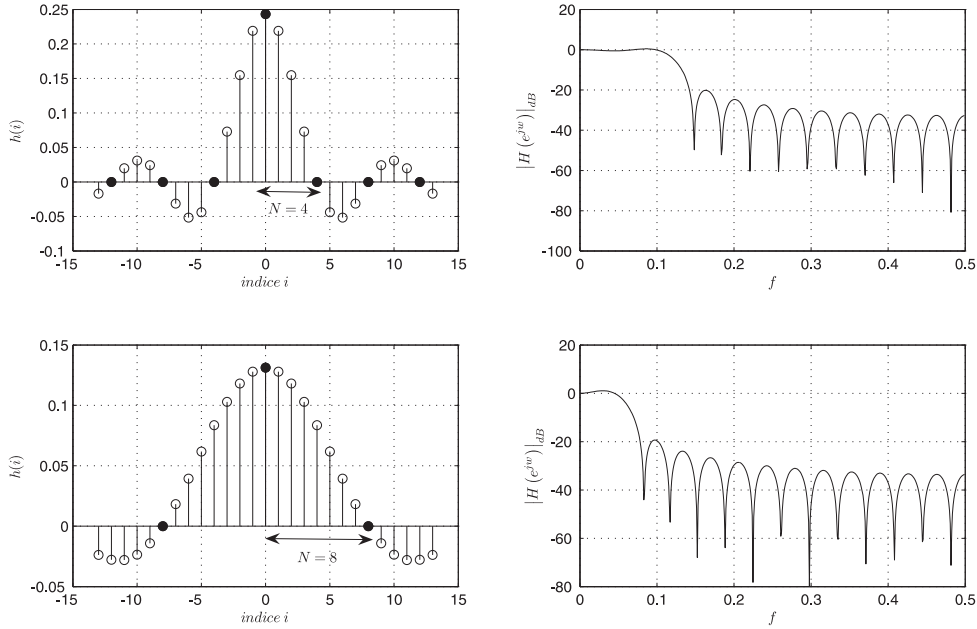 0.25
0.2
0.15
0.1
0.05
0
-0.05
-0.1
h(i)
N = 4
-15 -10 -5 0 5 10 15
indice i
20
0
-20
-40
-60
-80
-100
|H (e^{jw})|_{dB}
0 0.1 0.2 0.3 0.4 0.5
f
0.15
0.1
0.05
0
-0.05
h(i)
N = 8
-15 -10 -5 0 5 10 15
indice i
20
0
-20
-40
-60
80
|H (e^{jw})|_{dB}
0 0.1 0.2 0.3 0.4 0.5
f